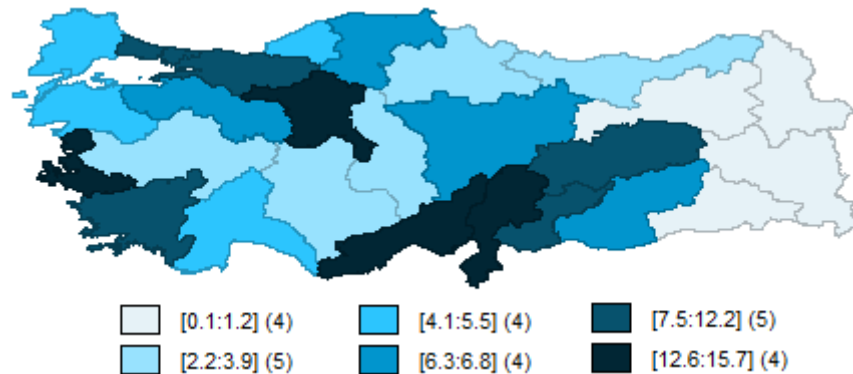 [0.1:1.2] (4) [4.1:5.5] (4) [7.5:12.2] (5)
[2.2:3.9] (5) [6.3:6.8] (4) [12.6:15.7] (4)